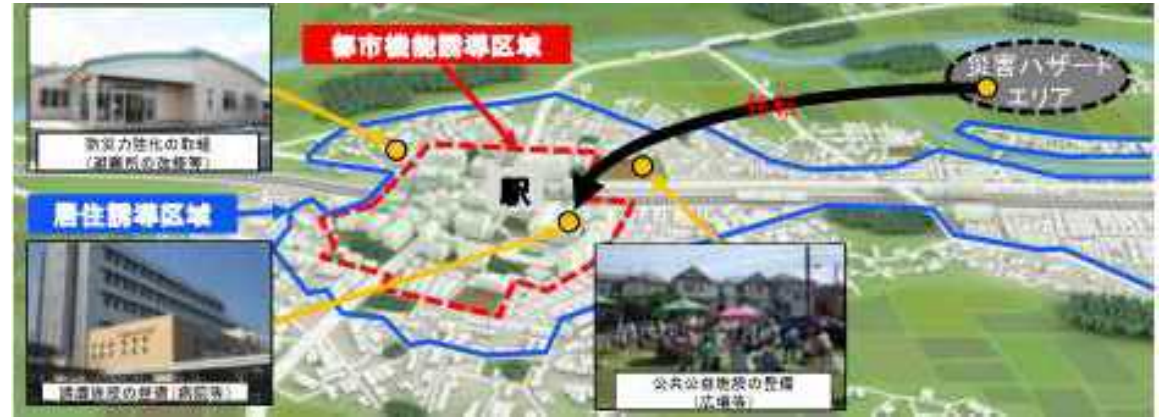 都市機能誘導区域
災害ハザード
エリア
移転
防災力強化の取組
(避難所の改修等)
駅
居住誘導区域
誘導施設の整備(病院等)
公共公益施設の整備
(広場等)